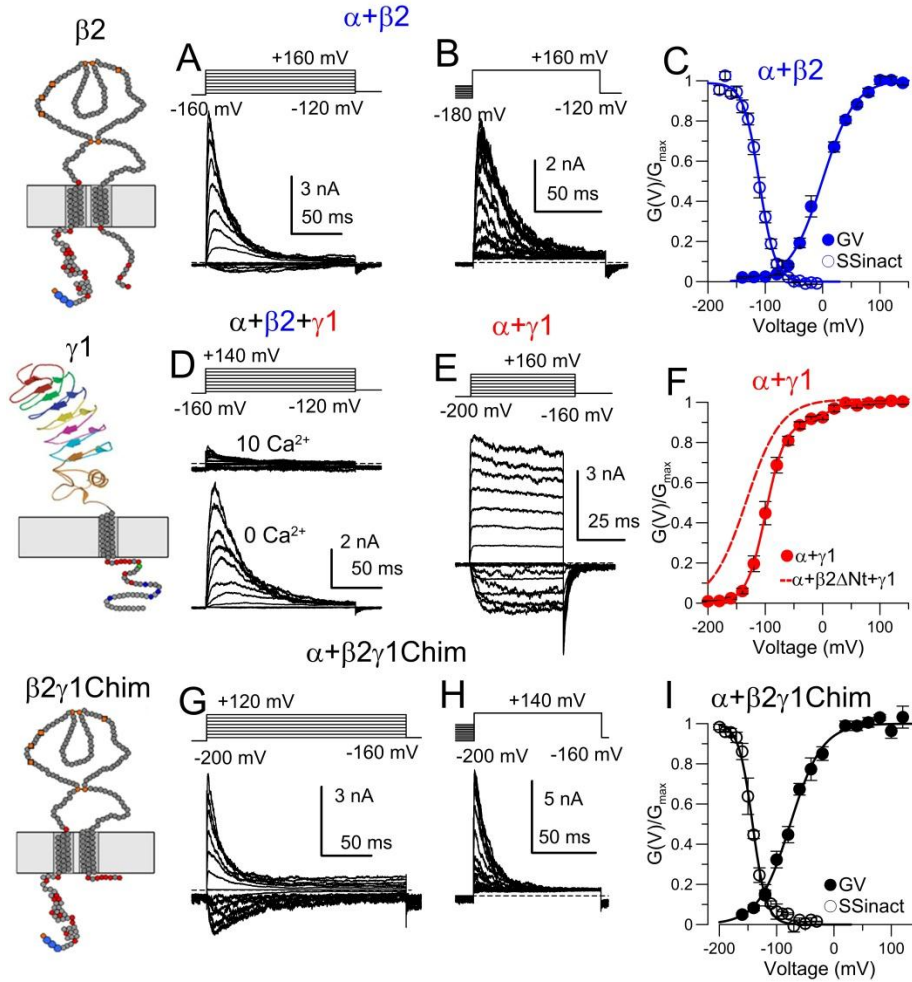 α+β2
β2
A
+160 mV
-160 mV
-120 mV
3 nA
50 ms
B
+160 mV
-180 mV
-120 mV
2 nA
50 ms
C
α+β2
G(V)/Gmax
1
0.8
0.6
0.4
0.2
0
GV
SSinact
-200
-100
0
100
Voltage (mV)
α+β2+γ1
α+γ1
γ1
D
+140 mV
-160 mV
-120 mV
10 Ca²⁺
0 Ca²⁺
2 nA
50 ms
E
+160 mV
-200 mV
-160 mV
3 nA
25 ms
F
α+γ1
G(V)/Gmax
1
0.8
0.6
0.4
0.2
0
α+γ1
α+β2ΔNt+γ1
-200
-100
0
100
Voltage (mV)
α+β2γ1Chim
β2γ1Chim
G
+120 mV
-200 mV
-160 mV
3 nA
50 ms
H
+140 mV
-200 mV
-160 mV
5 nA
50 ms
I
α+β2γ1Chim
G(V)/Gmax
1
0.8
0.6
0.4
0.2
0
GV
SSinact
-200
-100
0
100
Voltage (mV)